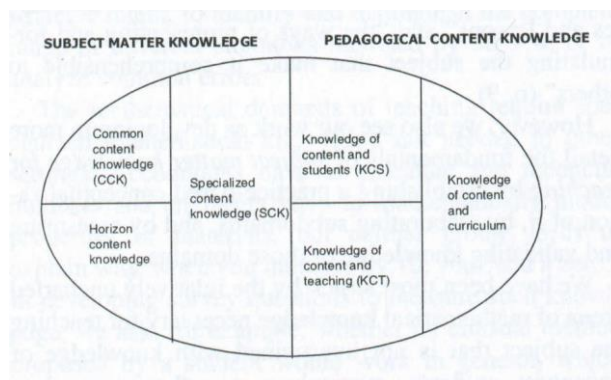 SUBJECT MATTER KNOWLEDGE
PEDAGOGICAL CONTENT KNOWLEDGE
Common
content
knowledge
(CCK)
Horizon
content
knowledge
Specialized
content
knowledge (SCK)
Knowledge of
content and
students (KCS)
Knowledge of
content and
teaching (KCT)
Knowledge
of content
and
curriculum